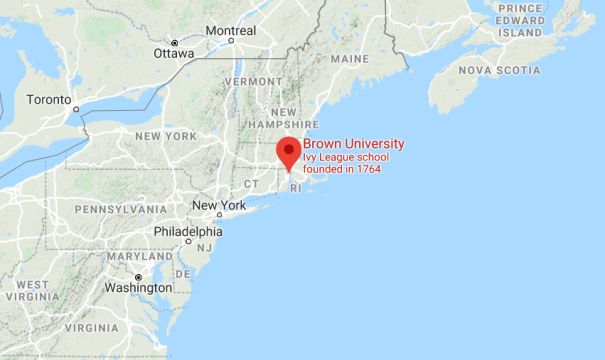 PRINCE
EDWARD
ISLAND
Montreal
Ottawa
MAINE
NOVA SCOTIA
VERMONT
Toronto
NEW
HAMPSHIRE
NEW YORK
Brown University
Ivy League school
founded in 1764
CT
RI
New York
PENNSYLVANIA
Philadelphia
NJ
MARYLAND
DE
Washington
WEST
VIRGINIA
VIRGINIA